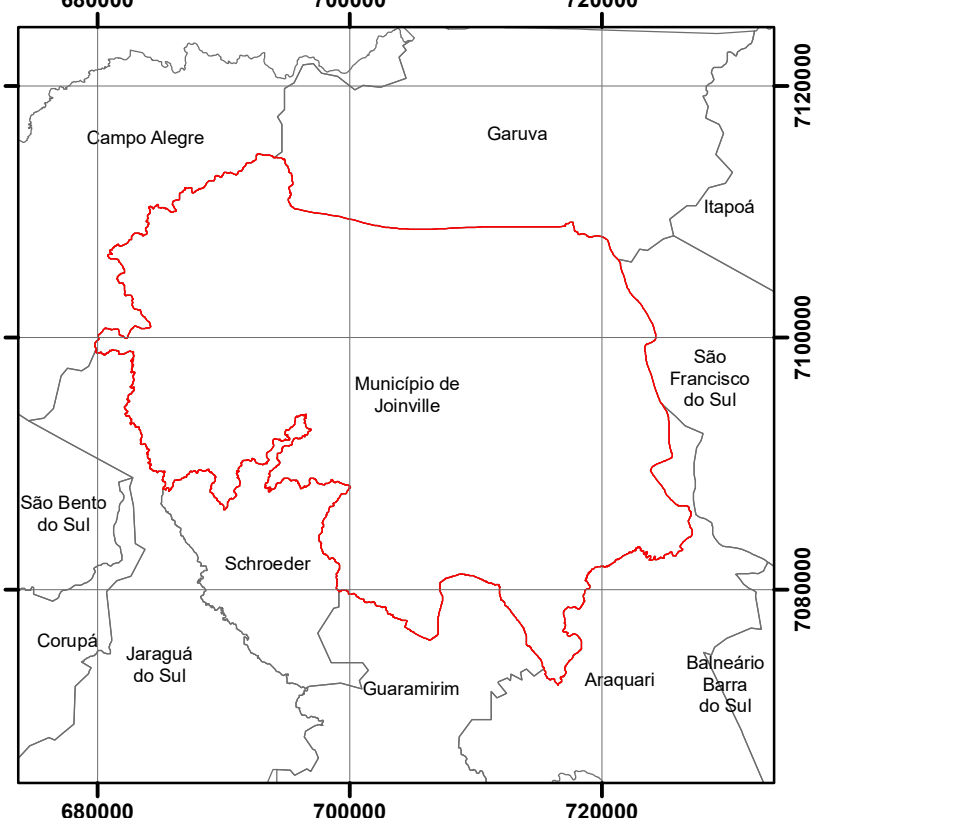 680000
700000
720000
7120000
Campo Alegre
Garuva
Itapoá
7100000
São
Francisco
do Sul
Município de
Joinville
São Bento
do Sul
Schroeder
7080000
Corupá
Jaraguá
do Sul
Guaramirim
Araquari
Balneário
Barra
do Sul
680000
700000
720000